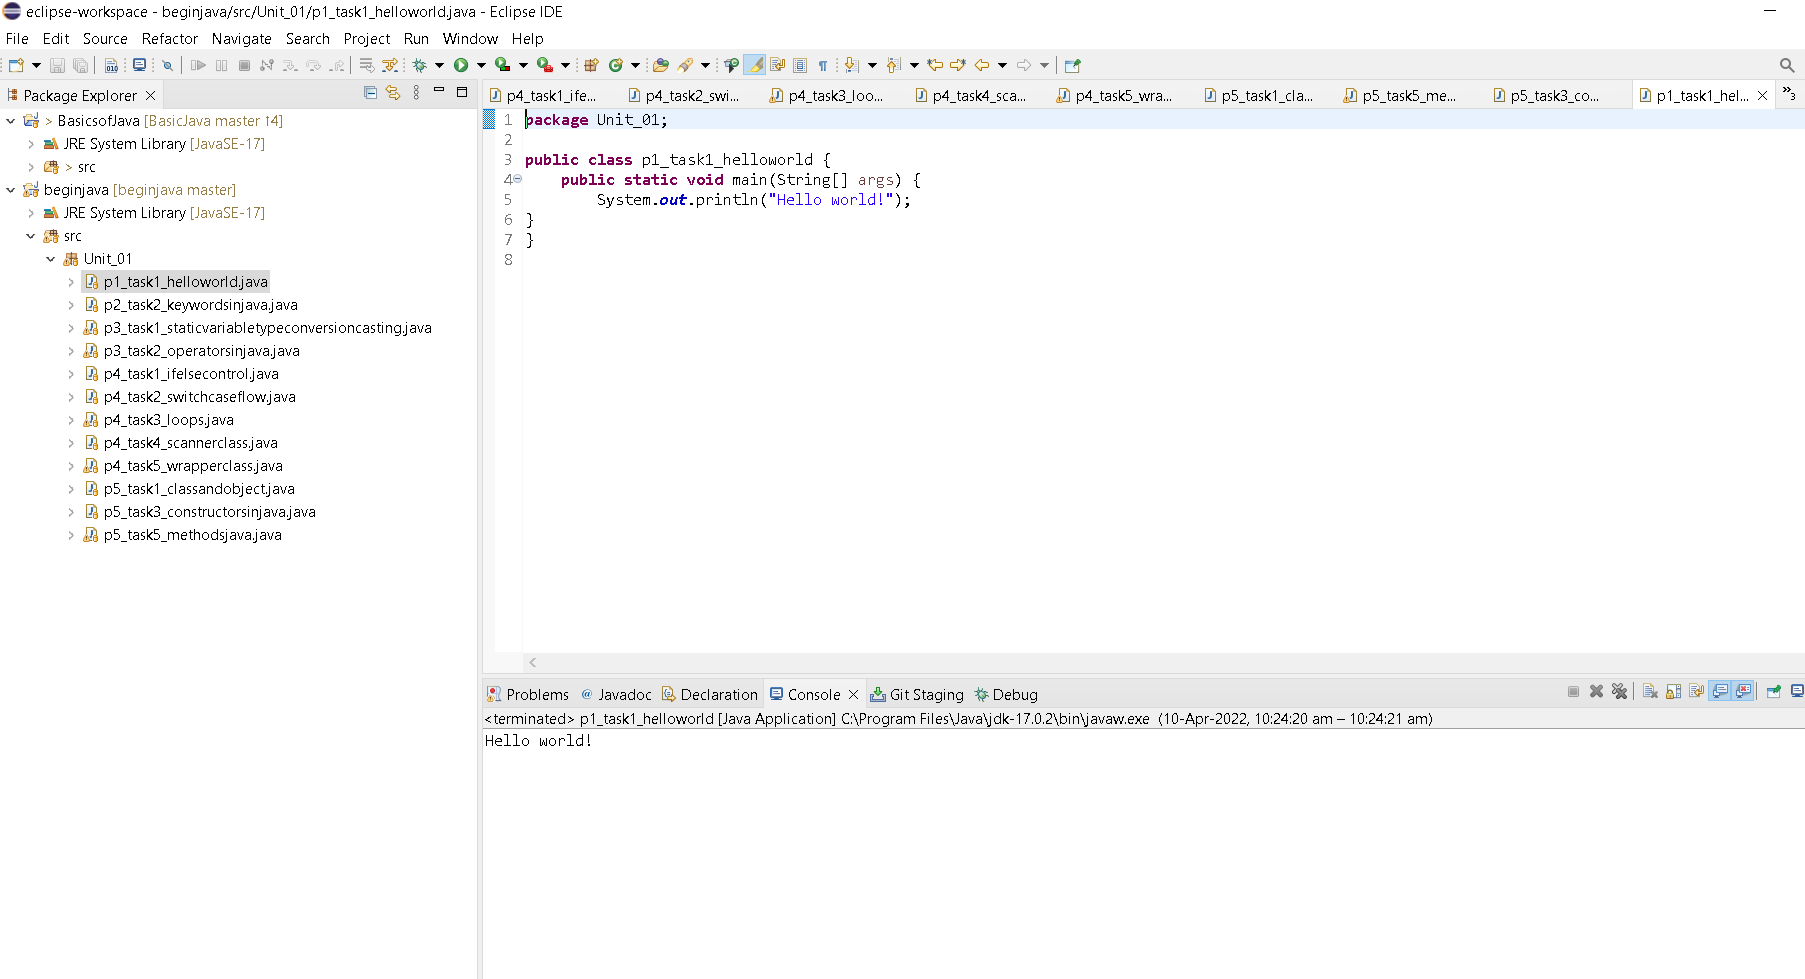 eclipse-workspace - beginjava/src/Unit_01/p1_task1_helloworld.java - Eclipse IDE
File Edit Source Refactor Navigate Search Project Run Window Help
Package Explorer
> BasicsofJava [BasicJava master ↑4]
JRE System Library [JavaSE-17]
> src
beginjava [beginjava master]
JRE System Library [JavaSE-17]
src
Unit_01
p1_task1_helloworld.java
p2_task2_keywordsinjava.java
p3_task1_staticvariabletypeconversioncasting.java
p3_task2_operatorsinjava.java
p4_task1_ifelsecontrol.java
p4_task2_switchcaseflow.java
p4_task3_loops.java
p4_task4_scannerclass.java
p4_task5_wrapperclass.java
p5_task1_classandobject.java
p5_task3_constructorsinjava.java
p5_task5_methodsjava.java
p4_task1_ife... p4_task2_swi... p4_task3_loo... p4_task4_sca... p4_task5_wra... p5_task1_cla... p5_task5_me... p5_task3_co... p1_task1_hel... »3
1 package Unit_01;
2
3 public class p1_task1_helloworld {
4 public static void main(String[] args) {
5 System.out.println("Hello world!");
6 }
7 }
8
Problems Javadoc Declaration Console Git Staging Debug
<terminated> p1_task1_helloworld [Java Application] C:\Program Files\Java\jdk-17.0.2\bin\javaw.exe (10-Apr-2022, 10:24:20 am – 10:24:21 am)
Hello world!